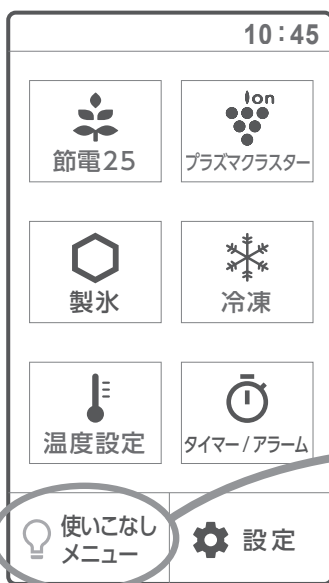 10:45
節電25
Ion
プラズマクラスター
製氷
冷凍
温度設定
タイマー/アラーム
使いこなし
メニュー
設定